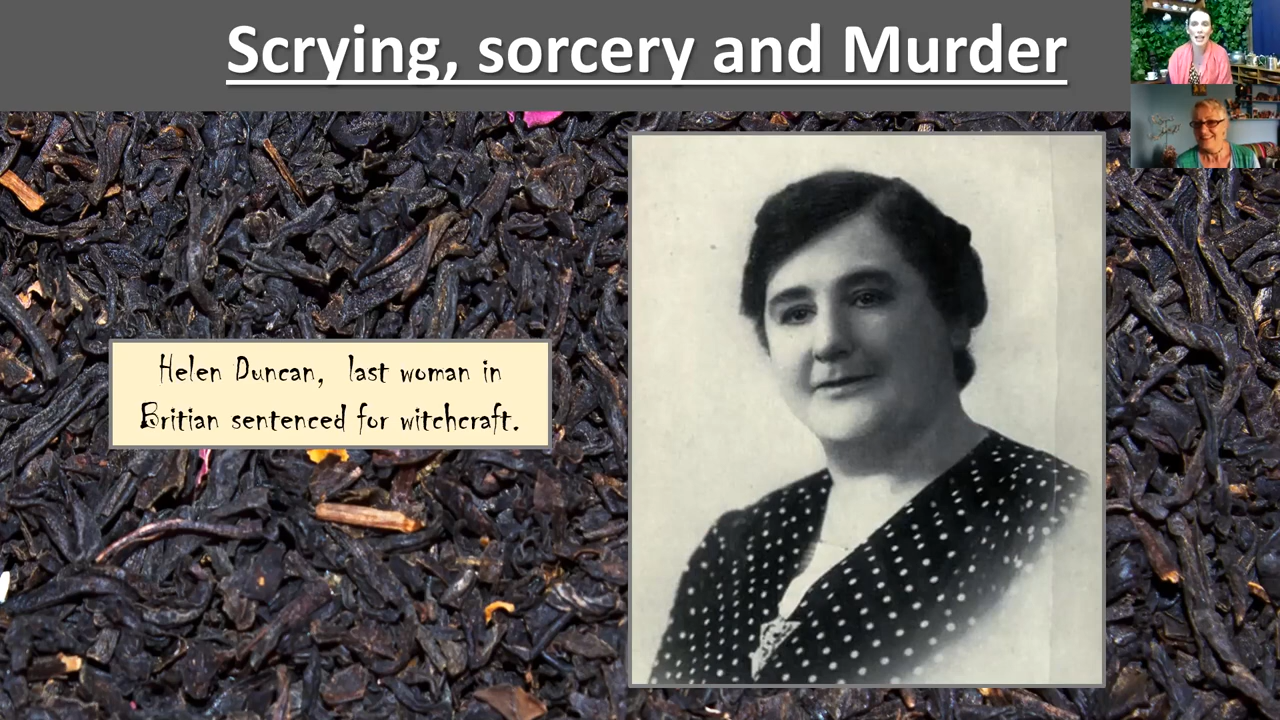 Scrying, sorcery and Murder
Helen Duncan, last woman in
Britian sentenced for witchcraft.